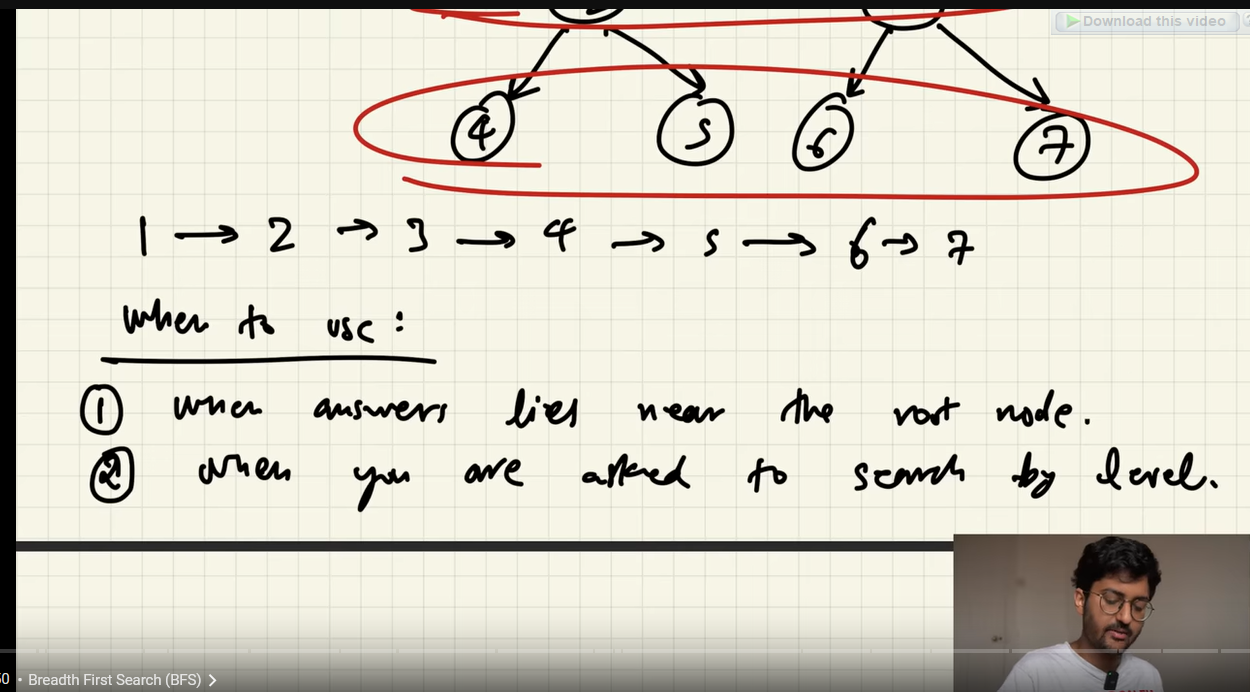 Download this video
4 5 6 7
1 → 2 → 3 → 4 → 5 → 6 → 7
When to use :
① when answers lies near the root node.
② when you are asked to search by level.
50 • Breadth First Search (BFS) >